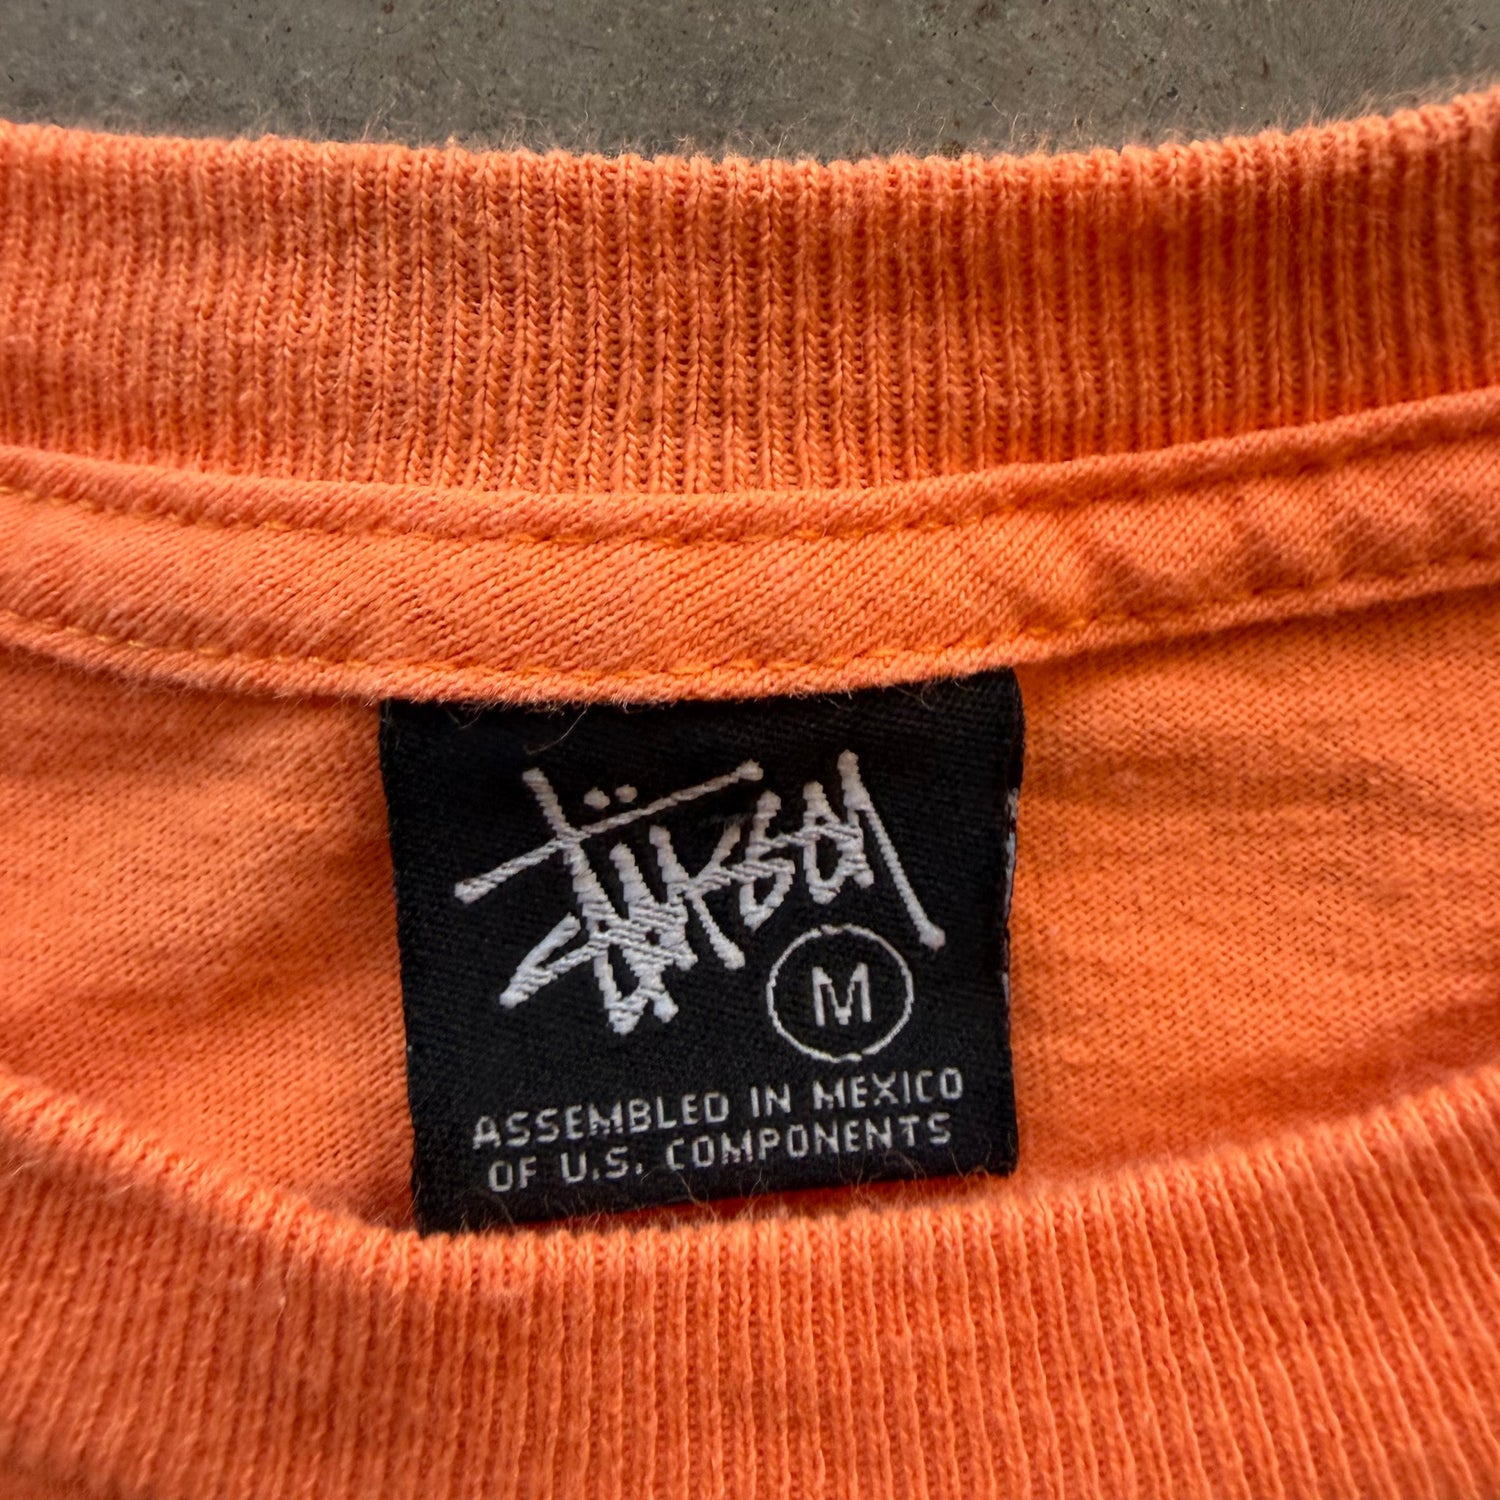 Stüssy
M
ASSEMBLED IN MEXICO
OF U.S. COMPONENTS